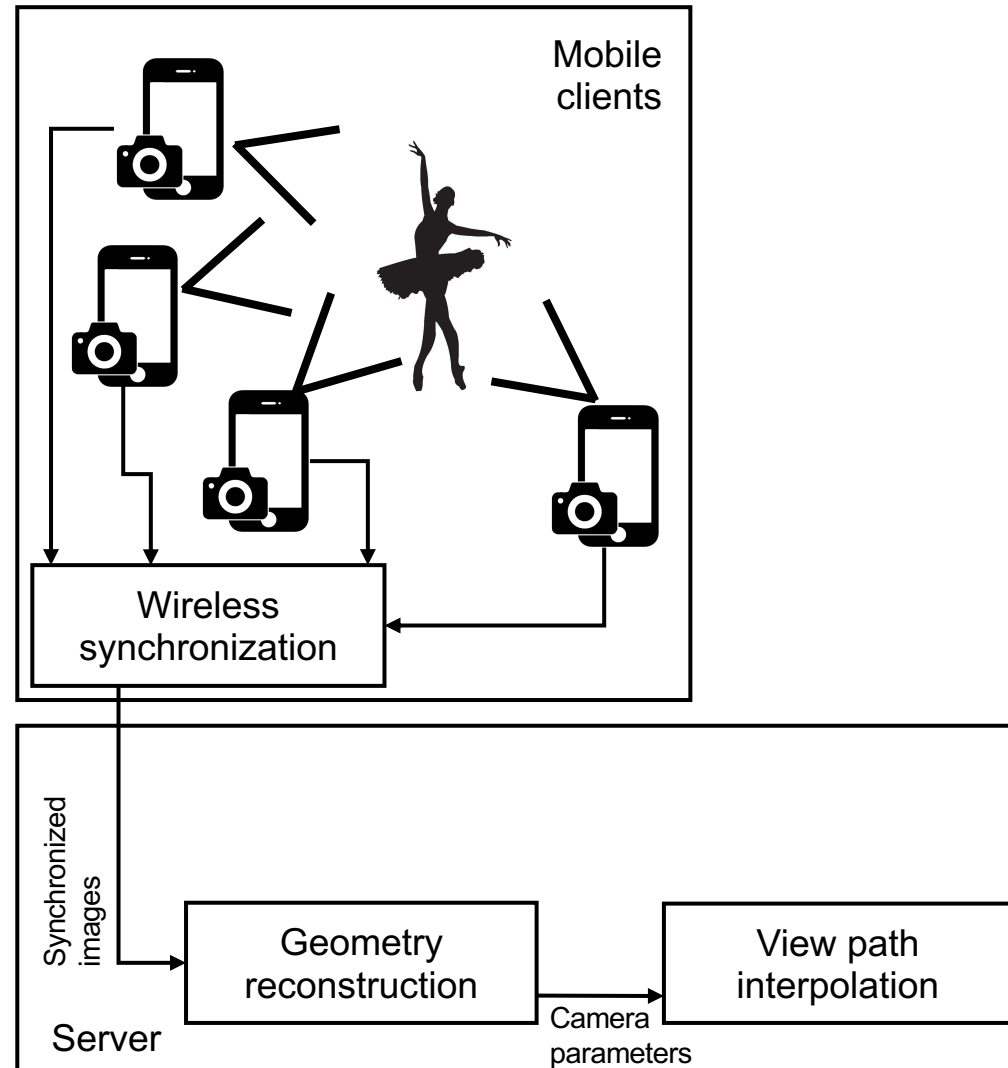 Mobile
clients
Wireless
synchronization
Synchronized
images
Geometry
reconstruction
View path
interpolation
Camera
parameters
Server